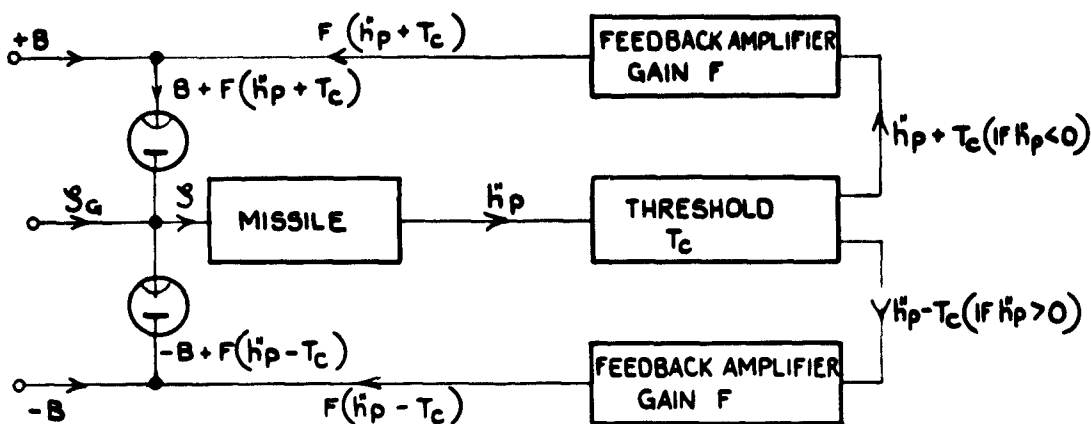 +B
F (ḧp + Tc)
FEEDBACK AMPLIFIER
GAIN F
B + F(ḧp + Tc)
ḧp + Tc (IF ḧp<0)
ζG
ζ
MISSILE
ḧp
THRESHOLD
Tc
ḧp-Tc (IF ḧp>0)
-B + F(ḧp - Tc)
FEEDBACK AMPLIFIER
GAIN F
-B
F(ḧp - Tc)